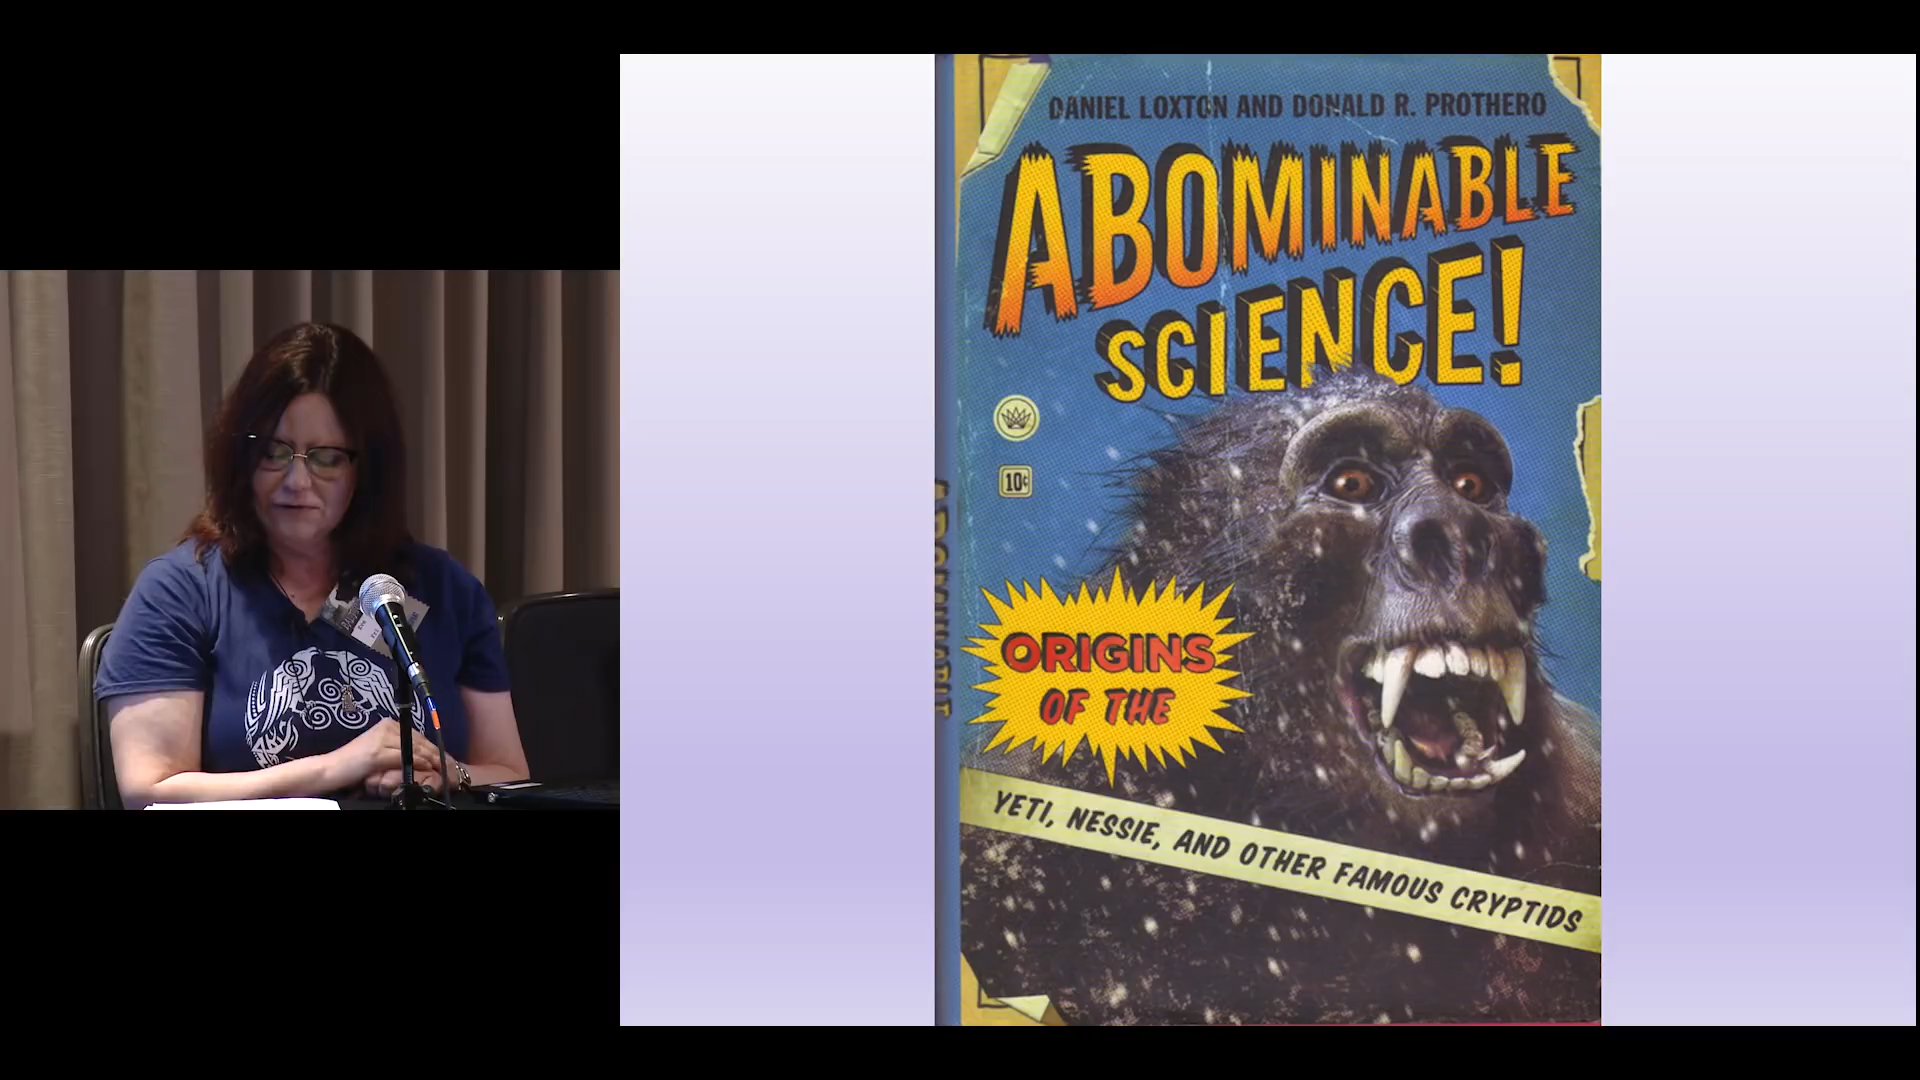 DANIEL LOXTON AND DONALD R. PROTHERO
ABOMINABLE
SCIENCE!
10¢
ORIGINS
OF THE
YETI, NESSIE, AND OTHER FAMOUS CRYPTIDS